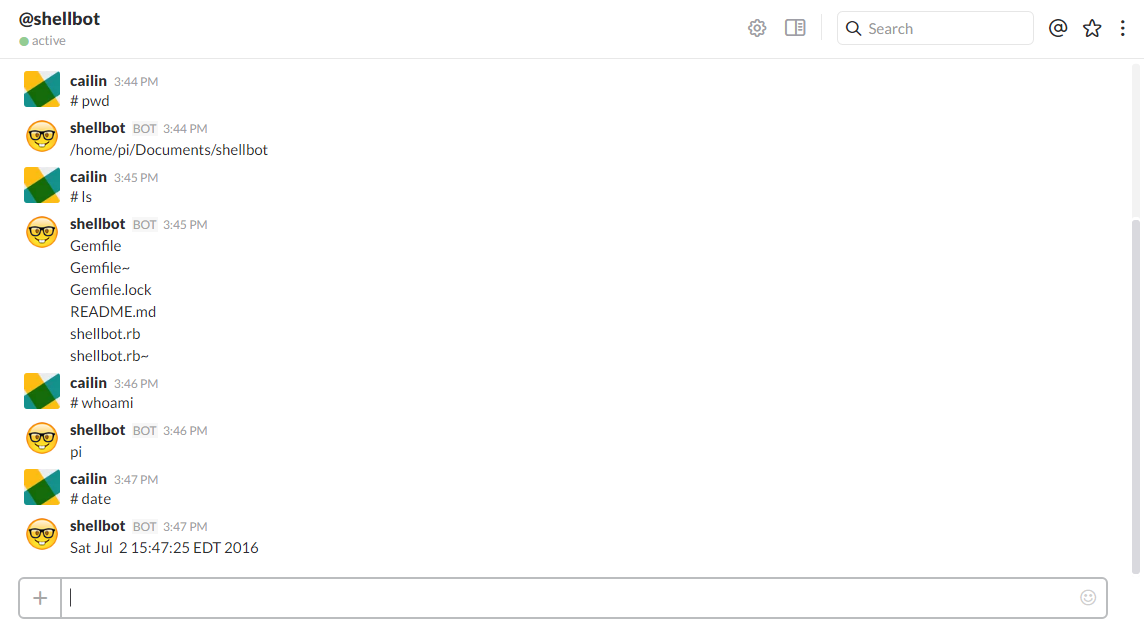 @shellbot
active
Search
cailin 3:44 PM
# pwd
shellbot BOT 3:44 PM
/home/pi/Documents/shellbot
cailin 3:45 PM
# ls
shellbot BOT 3:45 PM
Gemfile
Gemfile~
Gemfile.lock
README.md
shellbot.rb
shellbot.rb~
cailin 3:46 PM
# whoami
shellbot BOT 3:46 PM
pi
cailin 3:47 PM
# date
shellbot BOT 3:47 PM
Sat Jul  2 15:47:25 EDT 2016